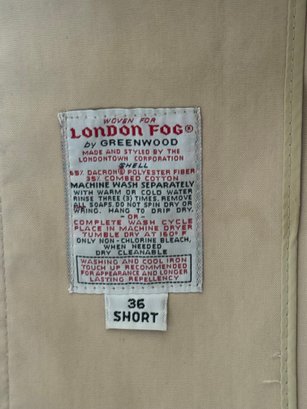 WOVEN FOR
LONDON FOG®
by GREENWOOD
MADE AND STYLED BY THE
LONDONTOWN CORPORATION
SHELL
65% DACRON® POLYESTER FIBER
35% COMBED COTTON
MACHINE WASH SEPARATELY
WITH WARM OR COLD WATER
RINSE THREE (3) TIMES. REMOVE
ALL SOAPS. DO NOT SPIN DRY OR
WRING. HANG TO DRIP DRY.
-OR-
COMPLETE WASH CYCLE
PLACE IN MACHINE DRYER
TUMBLE DRY AT 160° F
ONLY NON-CHLORINE BLEACH,
WHEN NEEDED
DRY CLEANABLE
WASHING AND COOL IRON
TOUCH UP RECOMMENDED
FOR APPEARANCE AND LONGER
LASTING REPELLENCY
36
SHORT